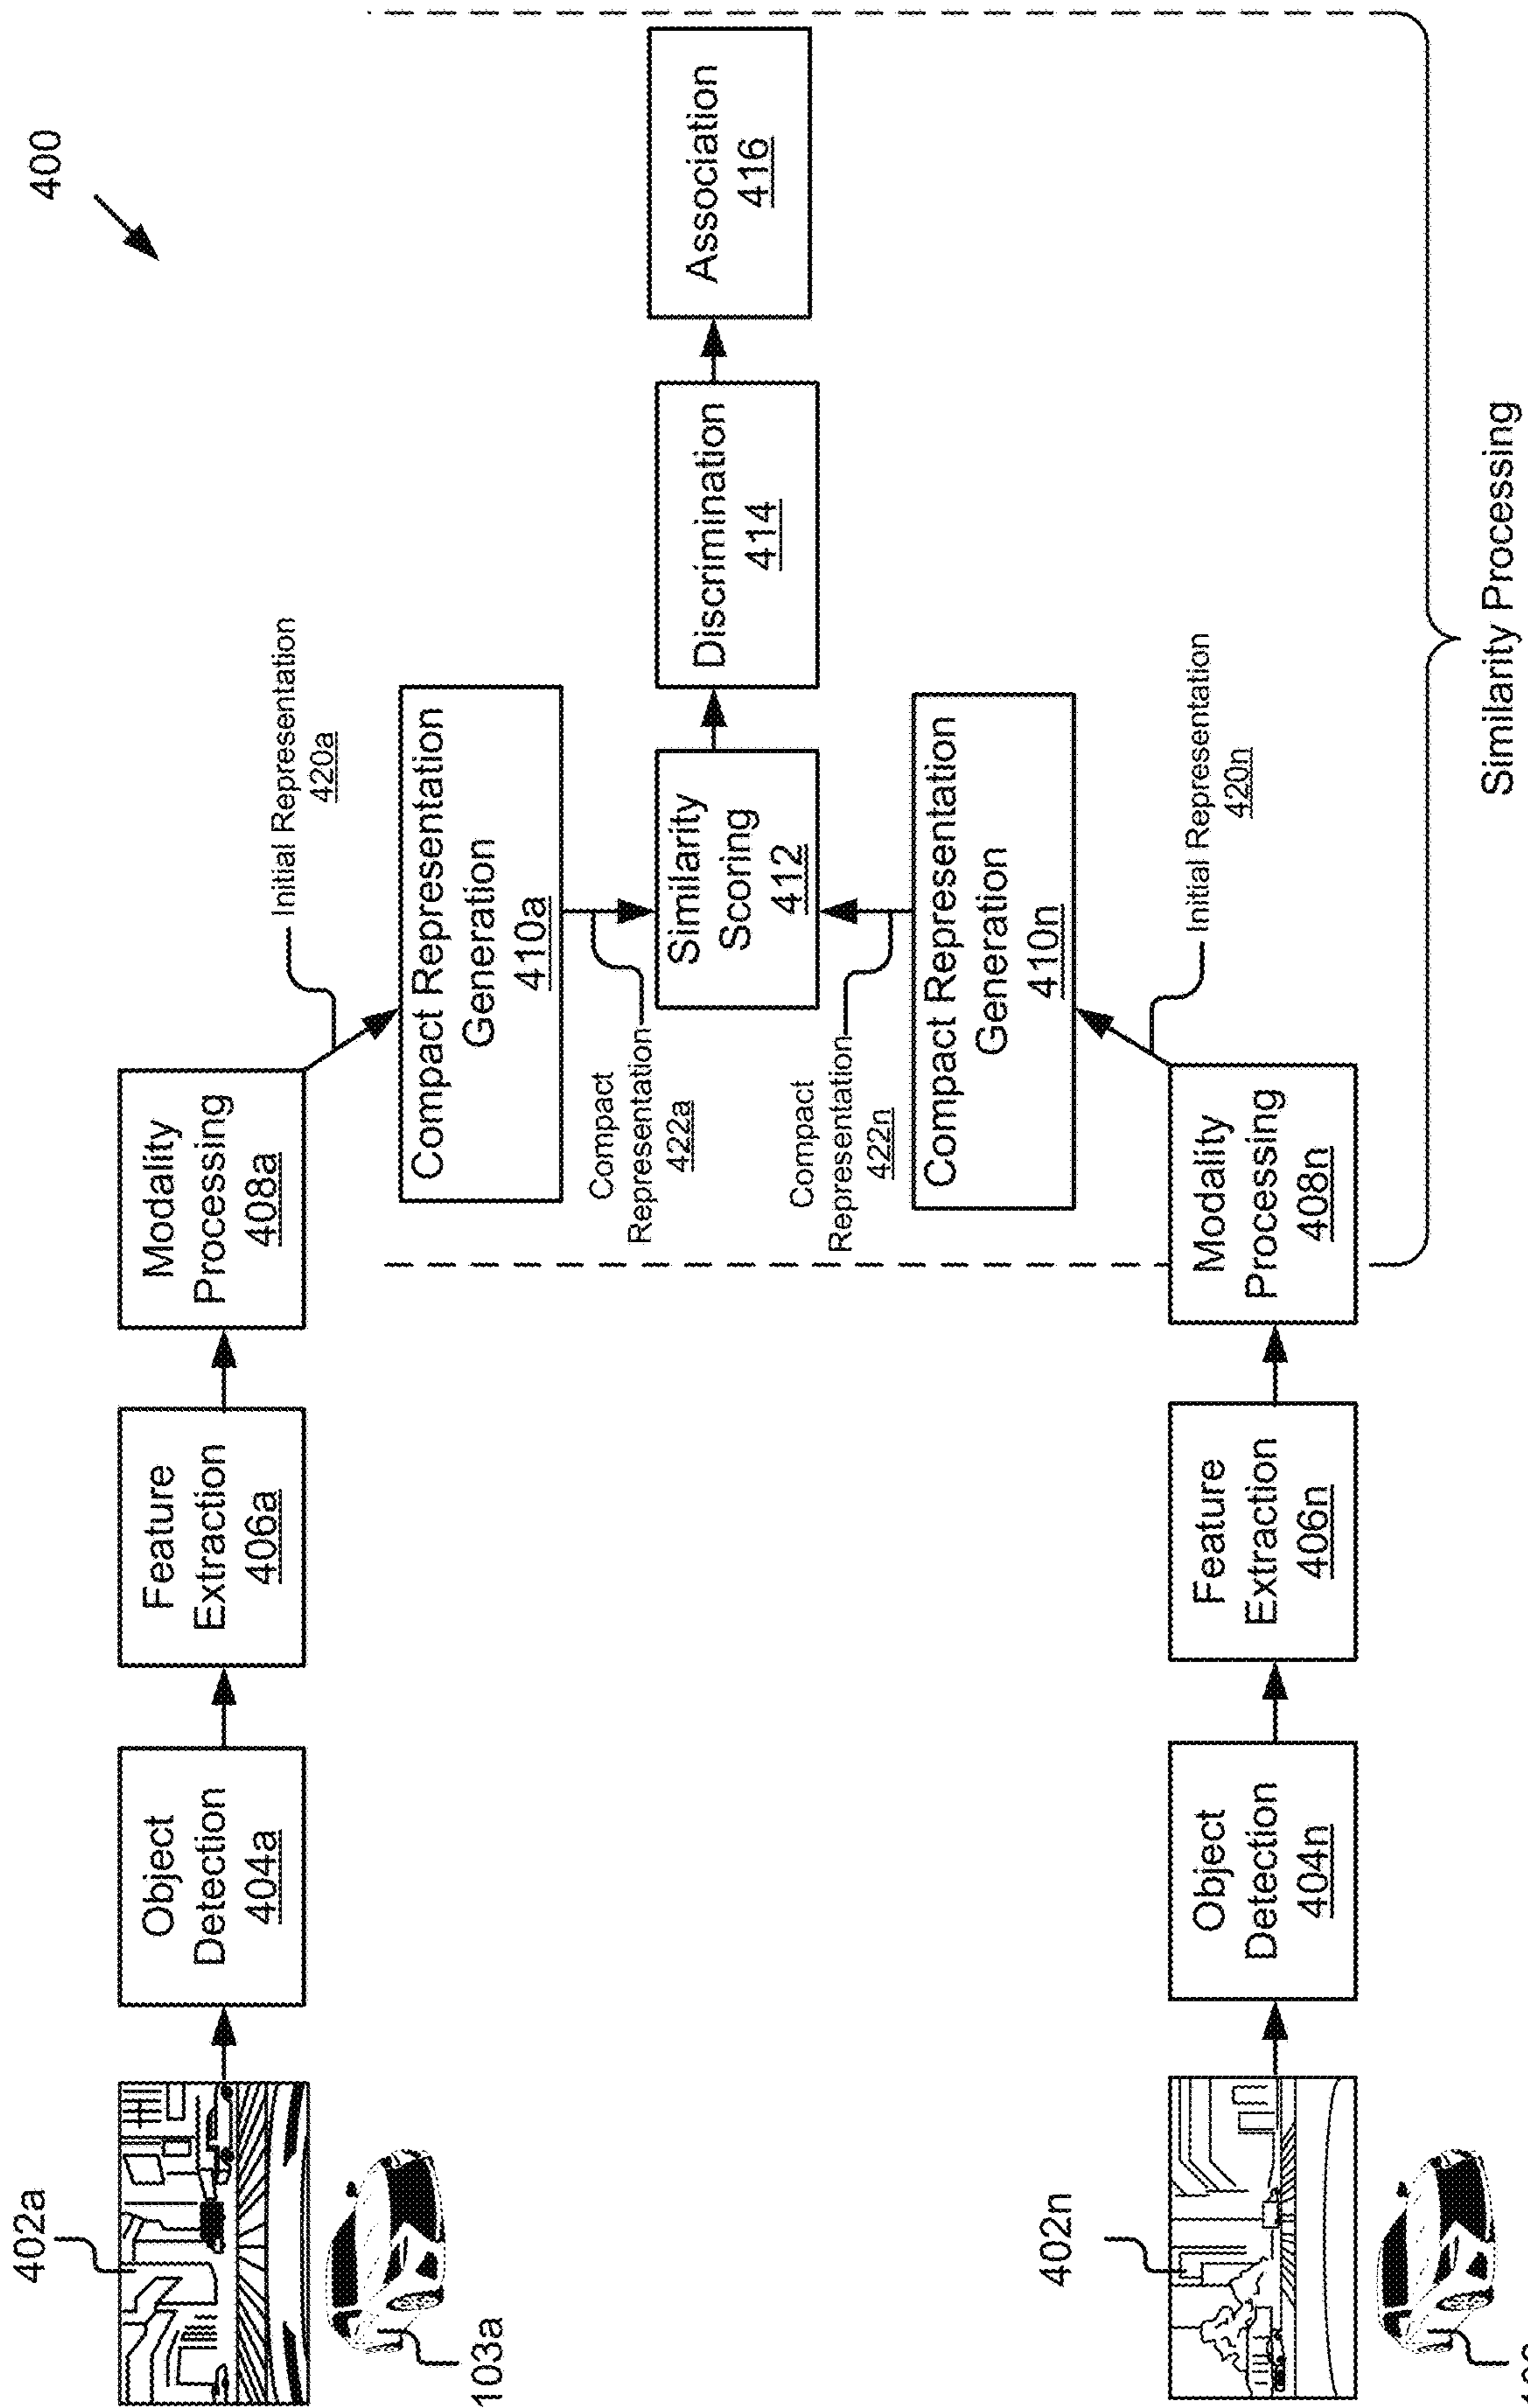 400
402a
103a
Object
Detection
404a
Feature
Extraction
406a
Modality
Processing
408a
Initial Representation
420a
Compact Representation
Generation
410a
Compact
Representation
422a
Similarity
Scoring
412
Discrimination
414
Association
416
Compact
Representation
422n
Compact Representation
Generation
410n
Initial Representation
420n
402n
Object
Detection
404n
Feature
Extraction
406n
Modality
Processing
408n
Similarity Processing